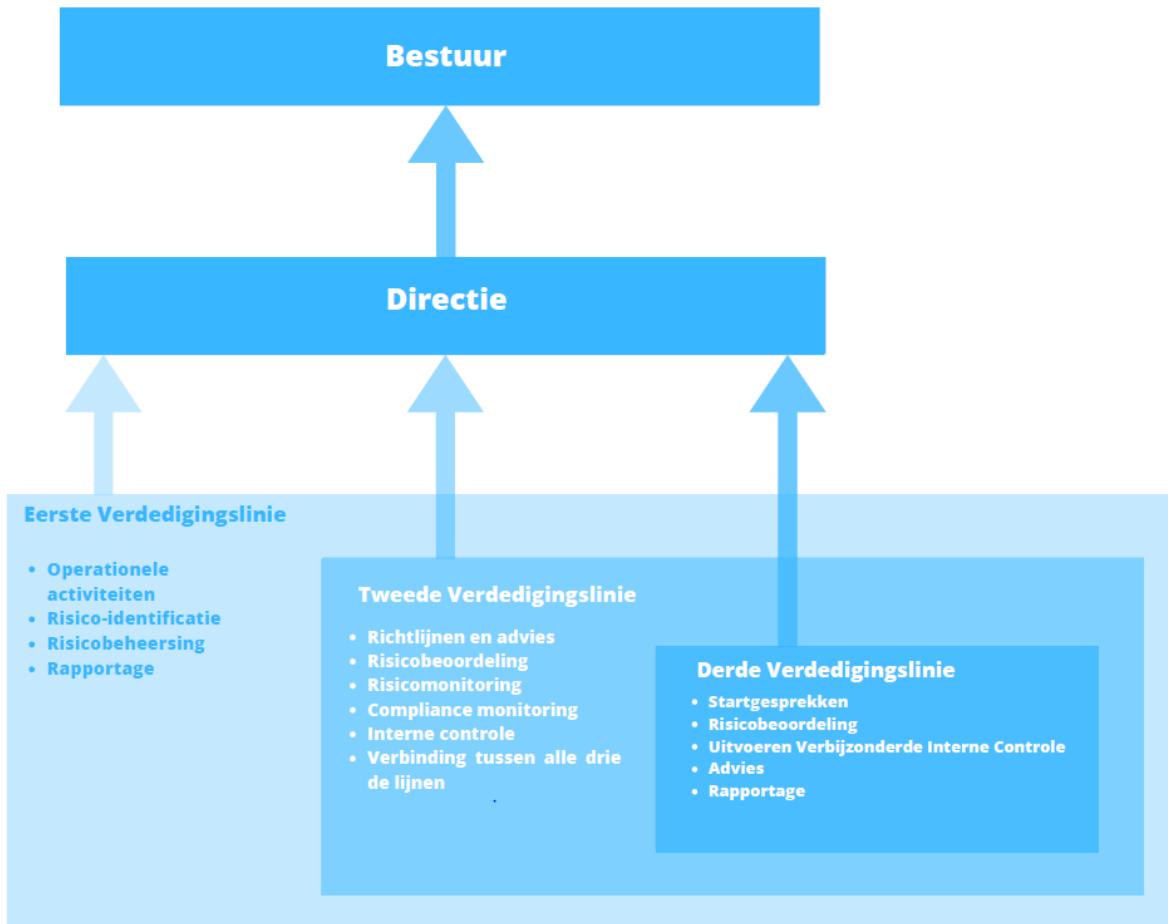 Bestuur
Directie
Eerste Verdedigingslinie
• Operationele
activiteiten
• Risico-identificatie
• Risicobeheersing
• Rapportage
Tweede Verdedigingslinie
• Richtlijnen en advies
• Risicobeoordeling
• Risicomonitoring
• Compliance monitoring
• Interne controle
• Verbinding tussen alle drie
de lijnen
Derde Verdedigingslinie
• Startgesprekken
• Risicobeoordeling
• Uitvoeren Verbijzonderde Interne Controle
• Advies
• Rapportage